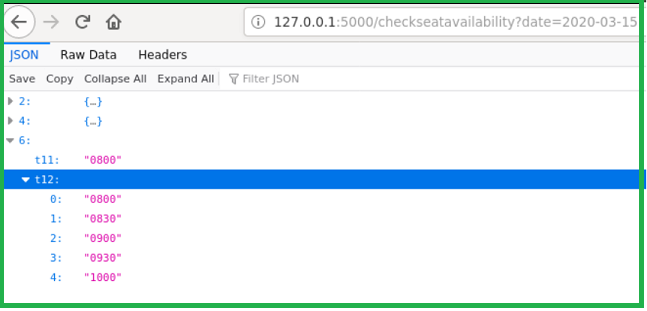 127.0.0.1:5000/checkseatavailability?date=2020-03-15
JSON Raw Data Headers
Save Copy Collapse All Expand All Filter JSON
2: {…}
4: {…}
6:
t11: "0800"
t12:
0: "0800"
1: "0830"
2: "0900"
3: "0930"
4: "1000"